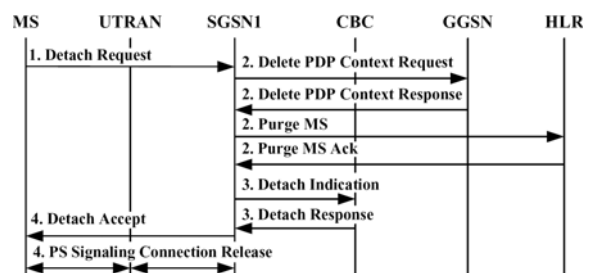 MS UTRAN SGSN1 CBC GGSN HLR
1. Detach Request
2. Delete PDP Context Request
2. Delete PDP Context Response
2. Purge MS
2. Purge MS Ack
3. Detach Indication
3. Detach Response
4. Detach Accept
4. PS Signaling Connection Release